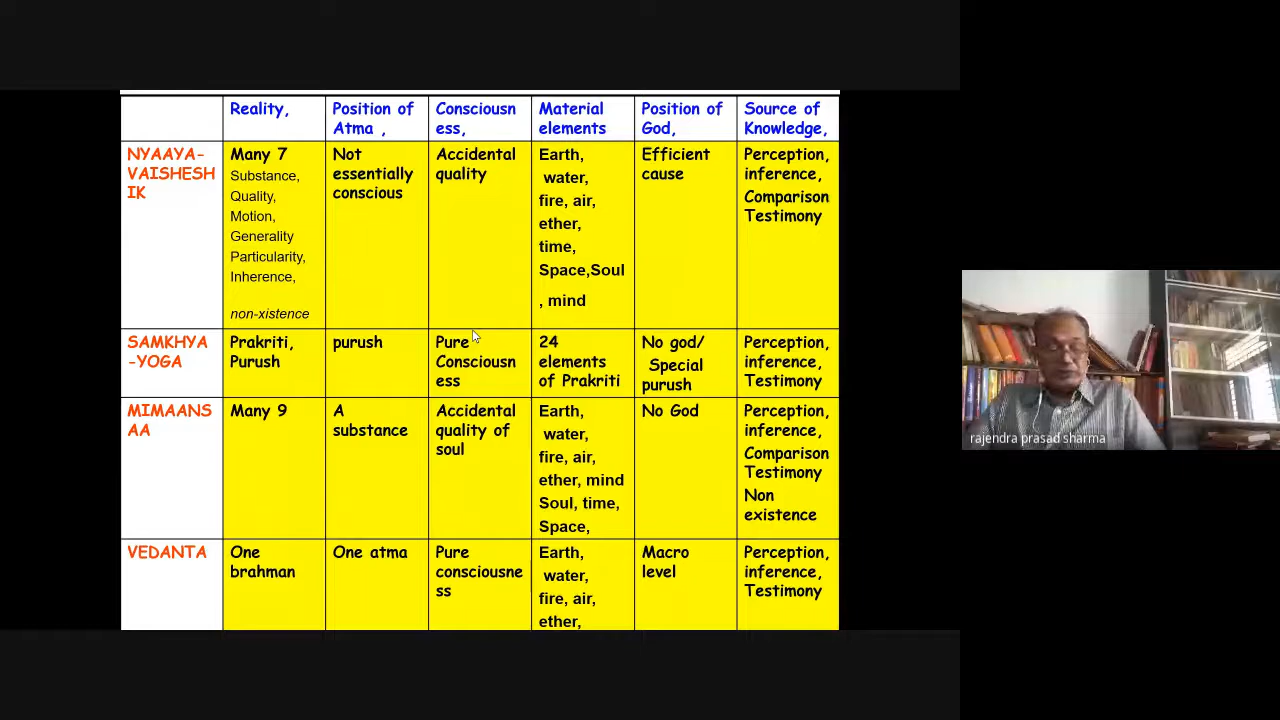 Reality,
Position of
Atma ,
Consciousn
ess,
Material
elements
Position of
God,
Source of
Knowledge,
NYAAYA-
VAISHESH
IK
Many 7
Substance,
Quality,
Motion,
Generality
Particularity,
Inherence,
non-xistence
Not
essentially
conscious
Accidental
quality
Earth,
water,
fire, air,
ether,
time,
Space,Soul
, mind
Efficient
cause
Perception,
inference,
Comparison
Testimony
SAMKHYA
-YOGA
Prakriti,
Purush
purush
Pure
Consciousn
ess
24
elements
of Prakriti
No god/
Special
purush
Perception,
inference,
Testimony
MIMAANS
AA
Many 9
A
substance
Accidental
quality of
soul
Earth,
water,
fire, air,
ether, mind
Soul, time,
Space,
No God
Perception,
inference,
Comparison
Testimony
Non
existence
VEDANTA
One
brahman
One atma
Pure
consciousne
ss
Earth,
water,
fire, air,
ether,
Macro
level
Perception,
inference,
Testimony
rajendra prasad sharma